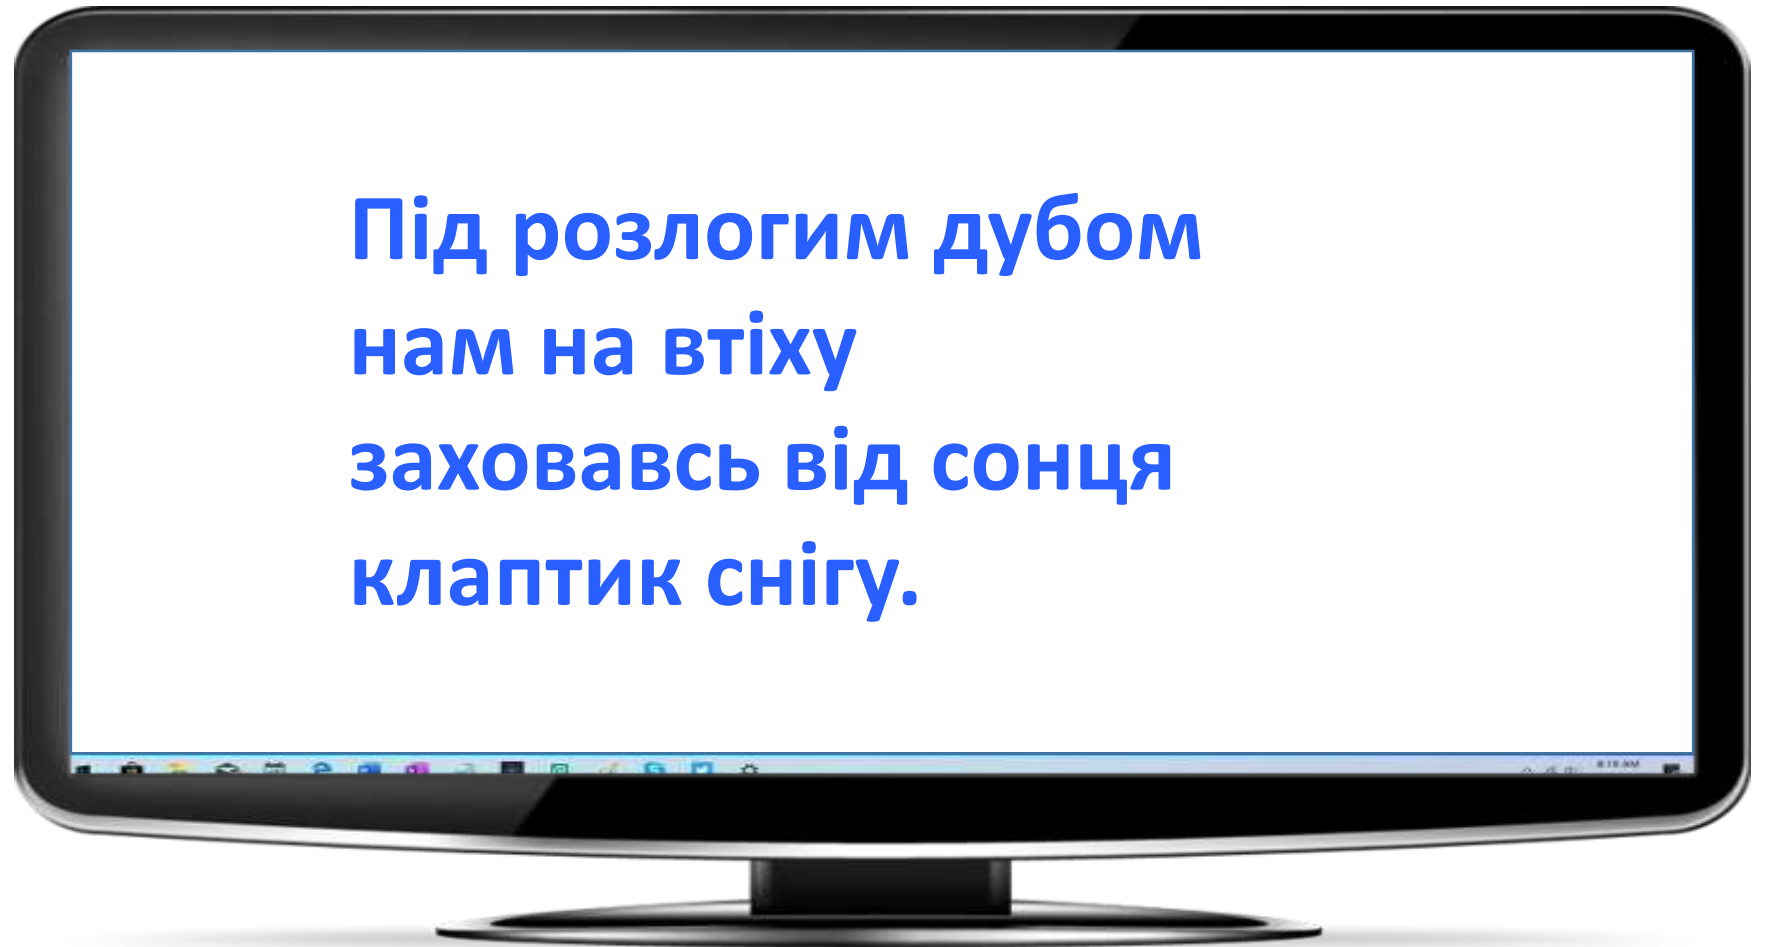 Під розлогим дубом
нам на втіху
заховавсь від сонця
клаптик снігу.